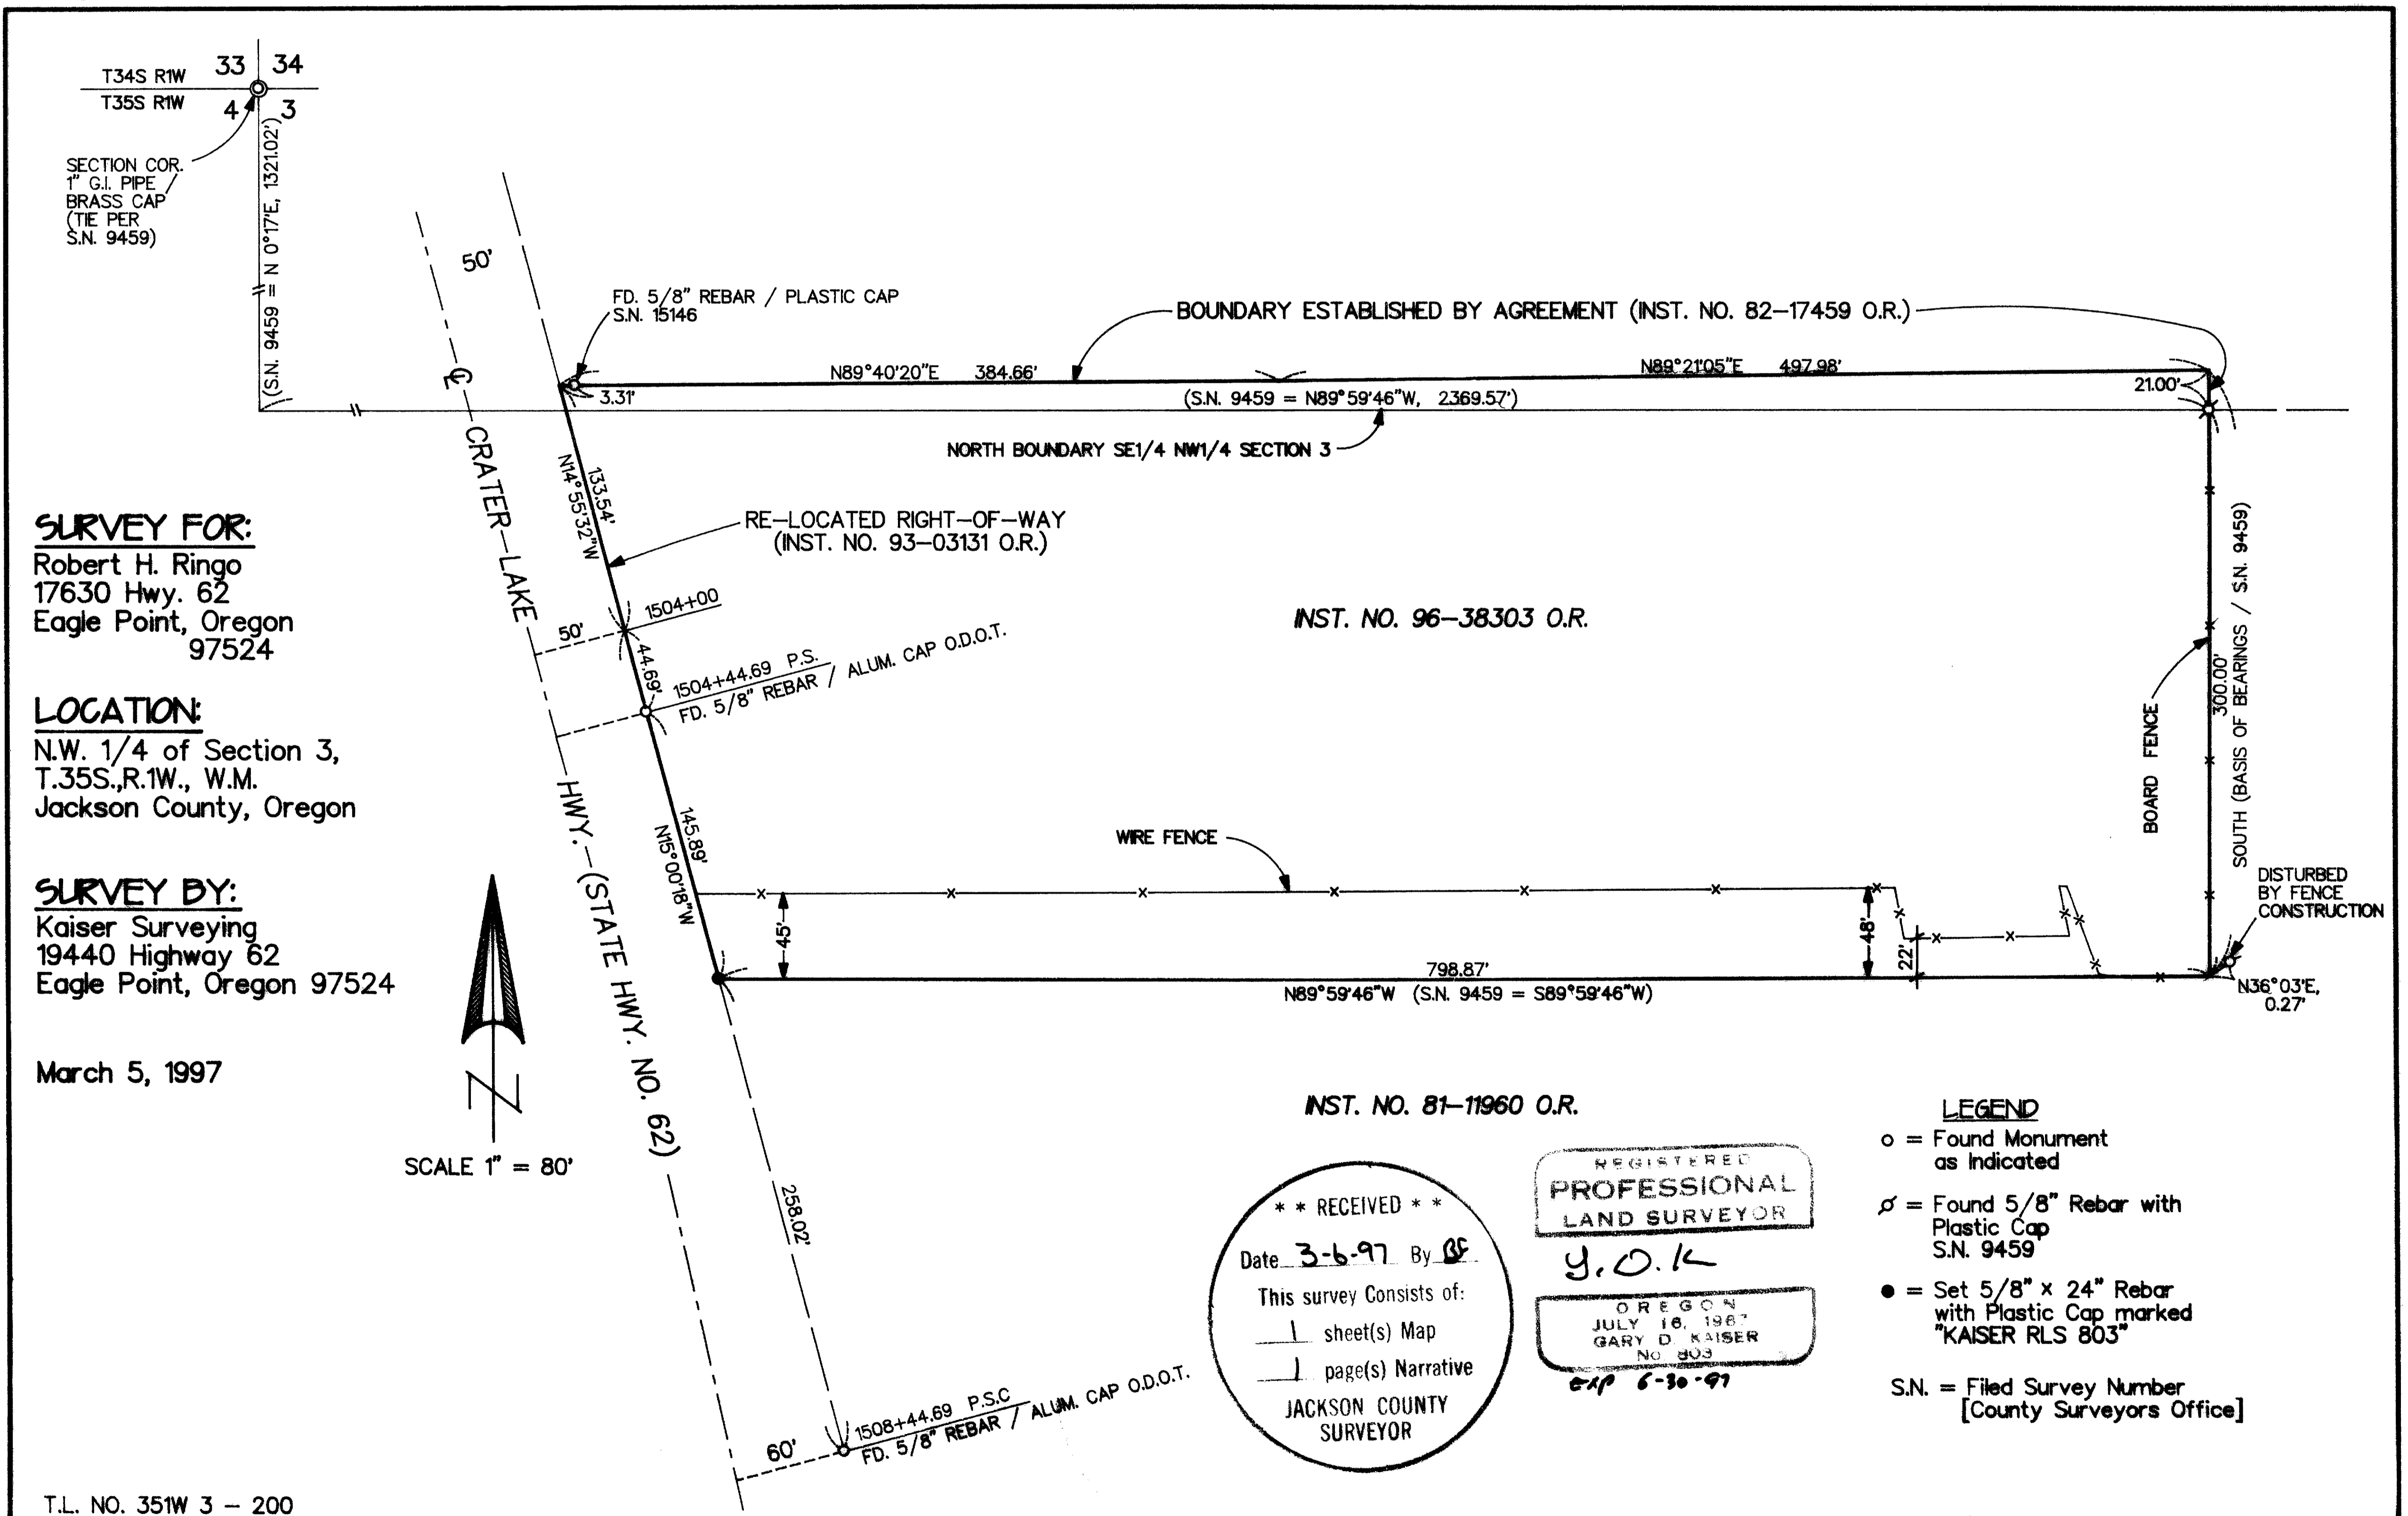 T34S R1W 33 34
T35S R1W 4 3
SECTION COR.
1" G.I. PIPE /
BRASS CAP
(TIE PER
S.N. 9459)
(S.N. 9459 = N 0°17'E, 1321.02')
50'
FD. 5/8" REBAR / PLASTIC CAP
S.N. 15146
BOUNDARY ESTABLISHED BY AGREEMENT (INST. NO. 82-17459 O.R.)
N89°40'20"E 384.66'
N89°21'05"E 497.98'
3.31'
(S.N. 9459 = N89°59'46"W, 2369.57')
21.00'
NORTH BOUNDARY SE1/4 NW1/4 SECTION 3
℄ CRATER-LAKE HWY. (STATE HWY. NO. 62)
133.54'
N14°55'32"W
RE-LOCATED RIGHT-OF-WAY
(INST. NO. 93-03131 O.R.)
1504+00
50'
44.69'
1504+44.69 P.S.
FD. 5/8" REBAR / ALUM. CAP O.D.O.T.
INST. NO. 96-38303 O.R.
BOARD FENCE
300.00'
SOUTH (BASIS OF BEARINGS / S.N. 9459)
SURVEY FOR:
Robert H. Ringo
17630 Hwy. 62
Eagle Point, Oregon
97524
LOCATION:
N.W. 1/4 of Section 3,
T.35S.,R.1W., W.M.
Jackson County, Oregon
SURVEY BY:
Kaiser Surveying
19440 Highway 62
Eagle Point, Oregon 97524
March 5, 1997
145.89'
N15°00'18"W
WIRE FENCE
45'
48'
22'
DISTURBED
BY FENCE
CONSTRUCTION
798.87'
N89°59'46"W (S.N. 9459 = S89°59'46"W)
N36°03'E,
0.27'
N
SCALE 1" = 80'
258.02'
INST. NO. 81-11960 O.R.
60'
1508+44.69 P.S.C
FD. 5/8" REBAR / ALUM. CAP O.D.O.T.
* * RECEIVED * *
Date 3-6-97 By BF
This survey Consists of:
1 sheet(s) Map
1 page(s) Narrative
JACKSON COUNTY
SURVEYOR
REGISTERED
PROFESSIONAL
LAND SURVEYOR
OREGON
JULY 16, 1967
GARY D. KAISER
No 803
EXP 6-30-97
LEGEND
= Found Monument
as Indicated
= Found 5/8" Rebar with
Plastic Cap
S.N. 9459
= Set 5/8" x 24" Rebar
with Plastic Cap marked
"KAISER RLS 803"
S.N. = Filed Survey Number
[County Surveyors Office]
T.L. NO. 351W 3 - 200